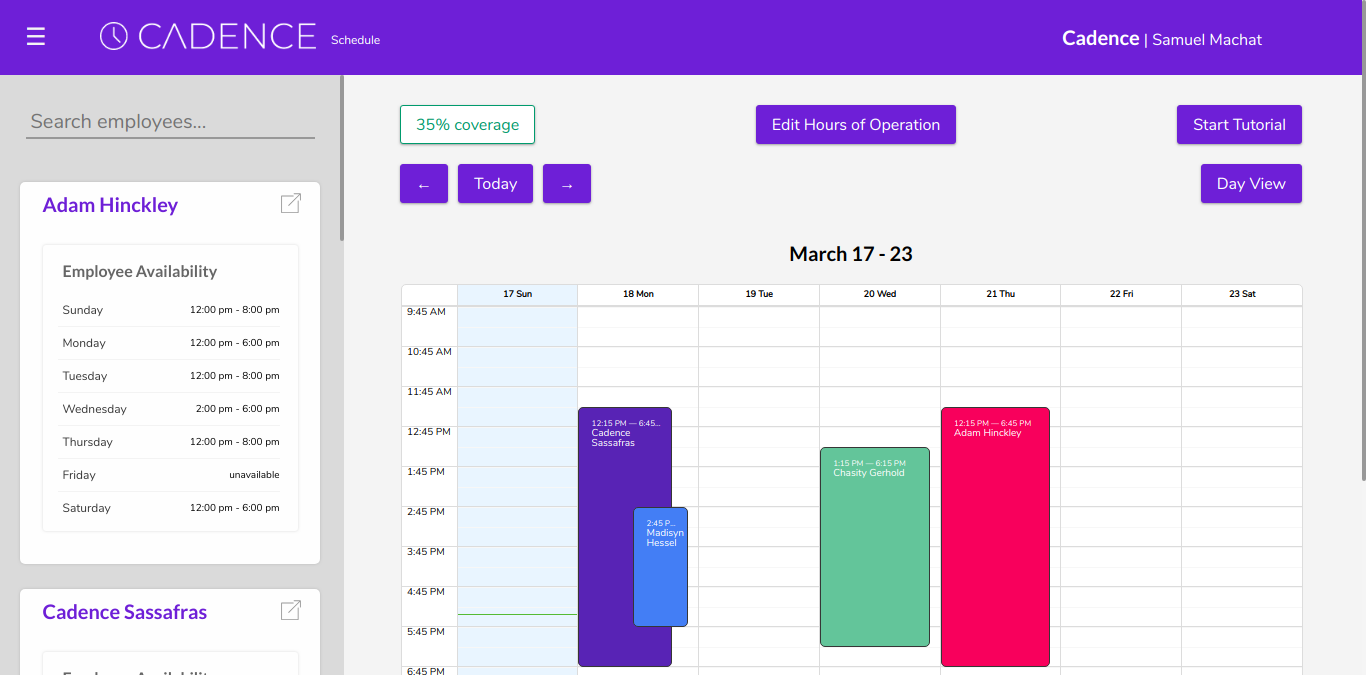 ☰ CADENCE Schedule
Cadence | Samuel Machat
Search employees...
Adam Hinckley
Employee Availability
Sunday 12:00 pm - 8:00 pm
Monday 12:00 pm - 6:00 pm
Tuesday 12:00 pm - 8:00 pm
Wednesday 2:00 pm - 6:00 pm
Thursday 12:00 pm - 8:00 pm
Friday unavailable
Saturday 12:00 pm - 6:00 pm
Cadence Sassafras
Employee Availability
35% coverage
Edit Hours of Operation
Start Tutorial
← Today →
Day View
March 17 - 23
17 Sun 18 Mon 19 Tue 20 Wed 21 Thu 22 Fri 23 Sat
9:45 AM
10:45 AM
11:45 AM
12:45 PM
1:45 PM
2:45 PM
3:45 PM
4:45 PM
5:45 PM
6:45 PM
12:15 PM — 6:45...
Cadence
Sassafras
2:45 P...
Madisyn
Hessel
1:15 PM — 6:15 PM
Chasity Gerhold
12:15 PM — 6:45 PM
Adam Hinckley